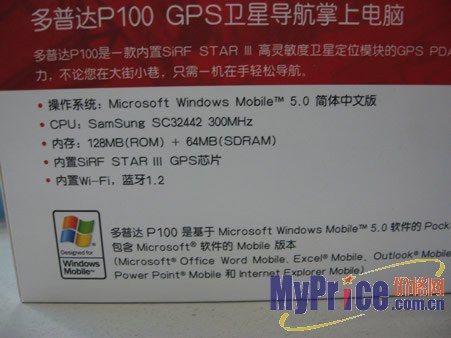 多普达P100 GPS卫星导航掌上电脑
多普达P100是一款内置SiRF STAR III 高灵敏度卫星定位模块的GPS PDA
力, 不论您在大街小巷, 只需一机在手轻松导航。
• 操作系统: Microsoft Windows Mobile™ 5.0 简体中文版
• CPU: SamSung SC32442 300MHz
• 内存: 128MB(ROM) + 64MB(SDRAM)
• 内置SiRF STAR III GPS芯片
• 内置Wi-Fi, 蓝牙1.2
Designed for
Windows
Mobile™
多普达 P100 是基于 Microsoft Windows Mobile™ 5.0 软件的 Pock
包含 Microsoft® 软件的 Mobile 版本
(Microsoft® Office Word Mobile、Excel® Mobile、Outlook® Mobile
Power Point® Mobile 和 Internet Explorer Mobile)
MyPrice 价格网
.com.cn